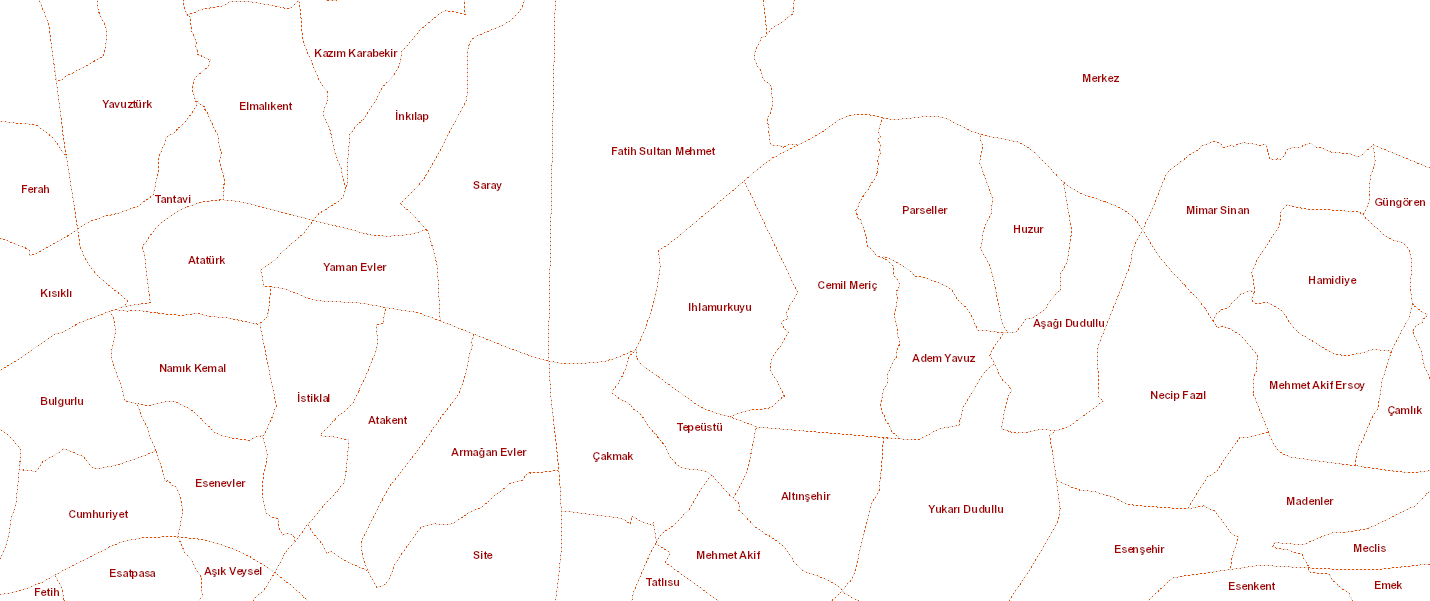 Kazım Karabekir
Merkez
Yavuztürk
Elmalıkent
İnkılap
Fatih Sultan Mehmet
Ferah
Saray
Tantavi
Güngören
Parseller
Mimar Sinan
Huzur
Atatürk
Yaman Evler
Hamidiye
Cemil Meriç
Kısıklı
Ihlamurkuyu
Aşağı Dudullu
Adem Yavuz
Namık Kemal
Mehmet Akif Ersoy
Necip Fazıl
İstiklal
Bulgurlu
Çamlık
Atakent
Tepeüstü
Armağan Evler
Çakmak
Esenevler
Altınşehir
Madenler
Yukarı Dudullu
Cumhuriyet
Meclis
Esenşehir
Site
Mehmet Akif
Aşık Veysel
Esatpasa
Tatlısu
Emek
Esenkent
Fetih